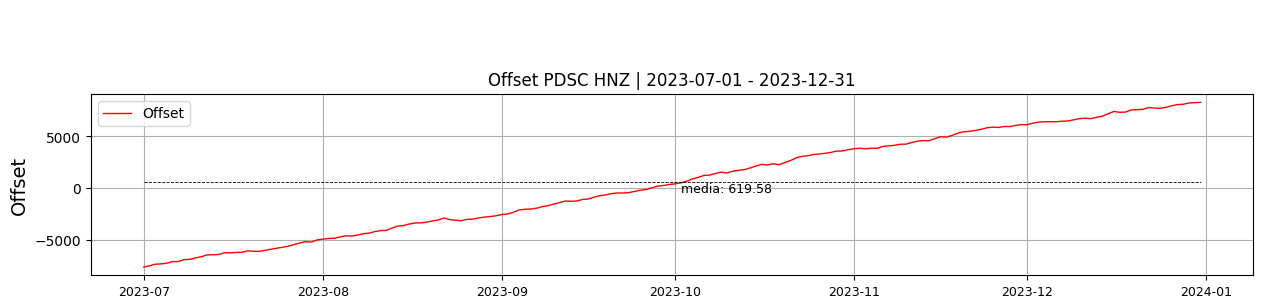 Offset PDSC HNZ | 2023-07-01 - 2023-12-31
Offset
5000
0
−5000
Offset
media: 619.58
2023-07 2023-08 2023-09 2023-10 2023-11 2023-12 2024-01